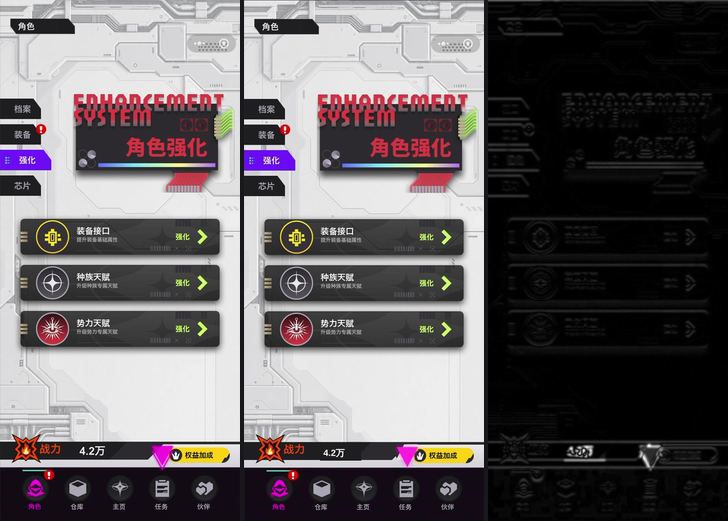 角色
ENHANCEMENT
SYSTEM
角色强化
档案
装备
强化
芯片
装备接口
提升装备基础属性
强化
种族天赋
升级种族专属天赋
强化
势力天赋
升级势力专属天赋
强化
战力
4.2万
权益加成
角色
仓库
主页
任务
伙伴
角色
ENHANCEMENT
SYSTEM
角色强化
档案
装备
强化
芯片
装备接口
提升装备基础属性
强化
种族天赋
升级种族专属天赋
强化
势力天赋
升级势力专属天赋
强化
战力
4.2万
权益加成
角色
仓库
主页
任务
伙伴